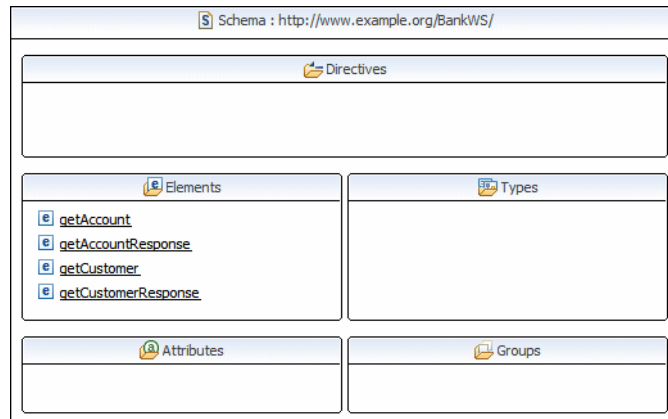 Schema : http://www.example.org/BankWS/
Directives
Elements
Types
getAccount
getAccountResponse
getCustomer
getCustomerResponse
Attributes
Groups